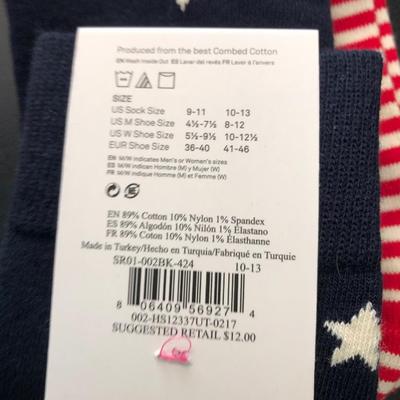 Produced from the best Combed Cotton
EN Wash Inside Out ES Lavar del revés FR Laver à l'envers
SIZE
US Sock Size 9-11 10-13
US M Shoe Size 4½-7½ 8-12
US W Shoe Size 5½-9½ 10-12½
EUR Shoe Size 36-40 41-46
EN M/W indicates Men's or Women's sizes
ES M/W indican Hombre (M) y Mujer (W)
FR M/W indique Homme (M) et Femme (W)
EN 89% Cotton 10% Nylon 1% Spandex
ES 89% Algodón 10% Nilón 1% Elastano
FR 89% Coton 10% Nylon 1% Élasthanne
Made in Turkey/Hecho en Turquia/Fabriqué en Turquie
SR01-002BK-424 10-13
8 06409 56927 4
002-HS12337UT-0217
SUGGESTED RETAIL $12.00